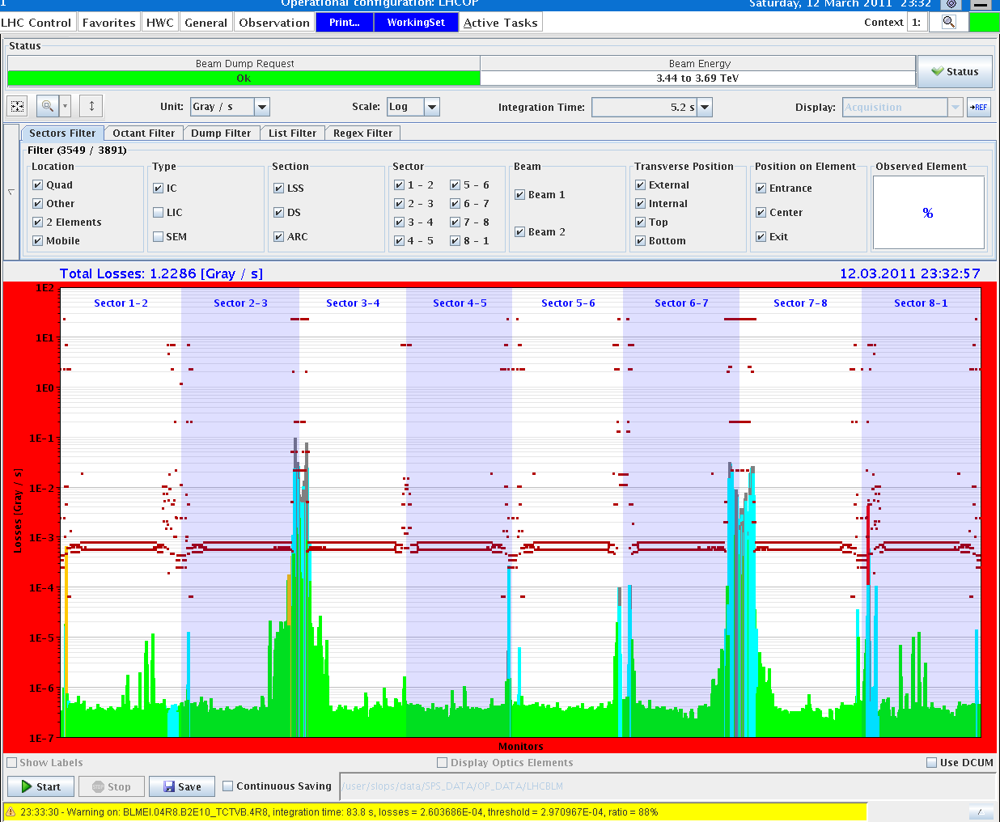 Operational configuration: LHCOP
Saturday, 12 March 2011 23:32
LHC Control Favorites HWC General Observation Print... WorkingSet Active Tasks Context 1:
Status
Beam Dump Request Beam Energy
Ok 3.44 to 3.69 TeV
Status
Unit: Gray / s Scale: Log Integration Time: 5.2 s Display: Acquisition →REF
Sectors Filter Octant Filter Dump Filter List Filter Regex Filter
Filter (3549 / 3891)
Location Type Section Sector Beam Transverse Position Position on Element Observed Element
Quad IC LSS 1 - 2 5 - 6 Beam 1 External Entrance
Other LIC DS 2 - 3 6 - 7 Internal Center %
2 Elements SEM ARC 3 - 4 7 - 8 Beam 2 Top Exit
Mobile 4 - 5 8 - 1 Bottom
Total Losses: 1.2286 [Gray / s] 12.03.2011 23:32:57
Sector 1-2 Sector 2-3 Sector 3-4 Sector 4-5 Sector 5-6 Sector 6-7 Sector 7-8 Sector 8-1
1E2
1E1
1E0
1E-1
1E-2
1E-3
1E-4
1E-5
1E-6
1E-7
Losses [Gray / s]
Monitors
Show Labels Display Optics Elements Use DCUM
Start STOP Stop Save Continuous Saving /user/slops/data/SPS_DATA/OP_DATA/LHCBLM
23:33:30 - Warning on: BLMEI.04R8.B2E10_TCTVB.4R8, integration time: 83.8 s, losses = 2.603686E-04, threshold = 2.970967E-04, ratio = 88%